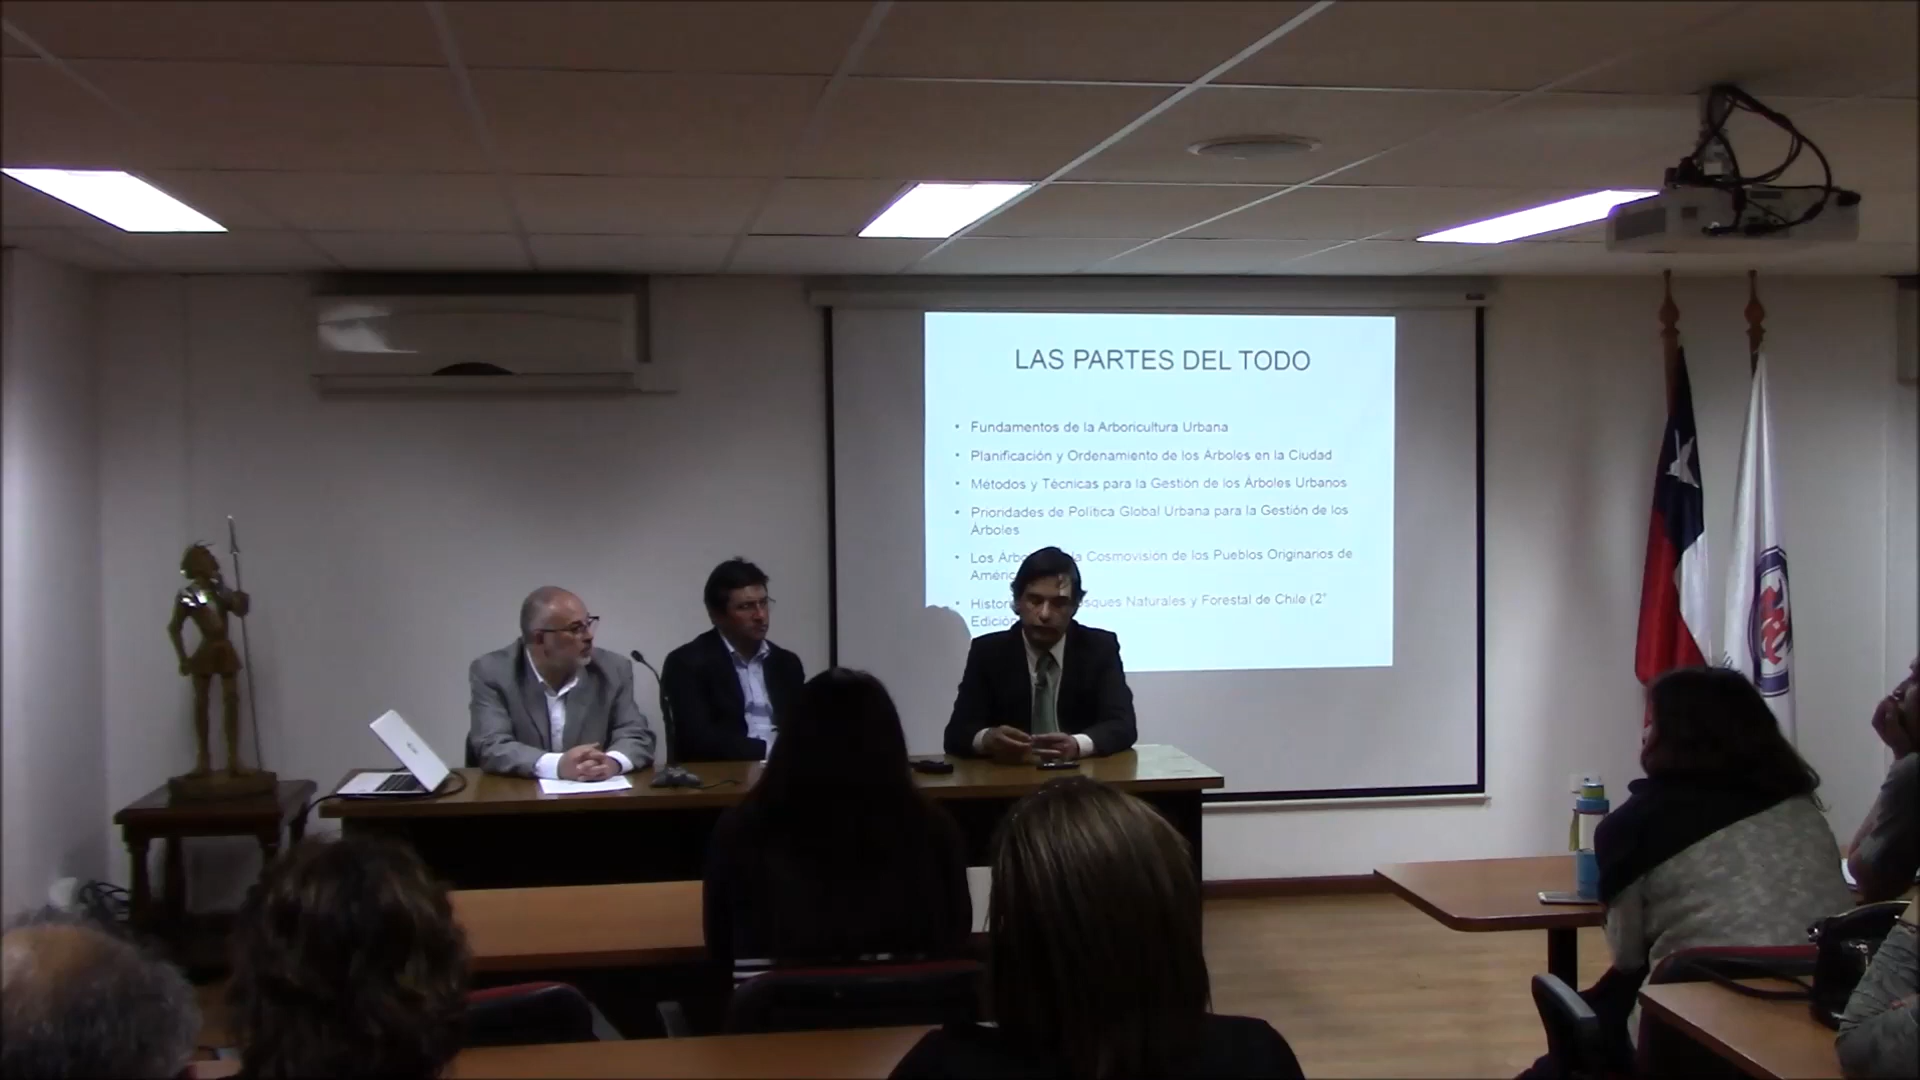 LAS PARTES DEL TODO
• Fundamentos de la Arboricultura Urbana
• Planificación y Ordenamiento de los Árboles en la Ciudad
• Métodos y Técnicas para la Gestión de los Árboles Urbanos
• Prioridades de Política Global Urbana para la Gestión de los
Árboles
• Los Árbo la Cosmovisión de los Pueblos Originarios de
Améric
• Histor sques Naturales y Forestal de Chile (2°
Edición